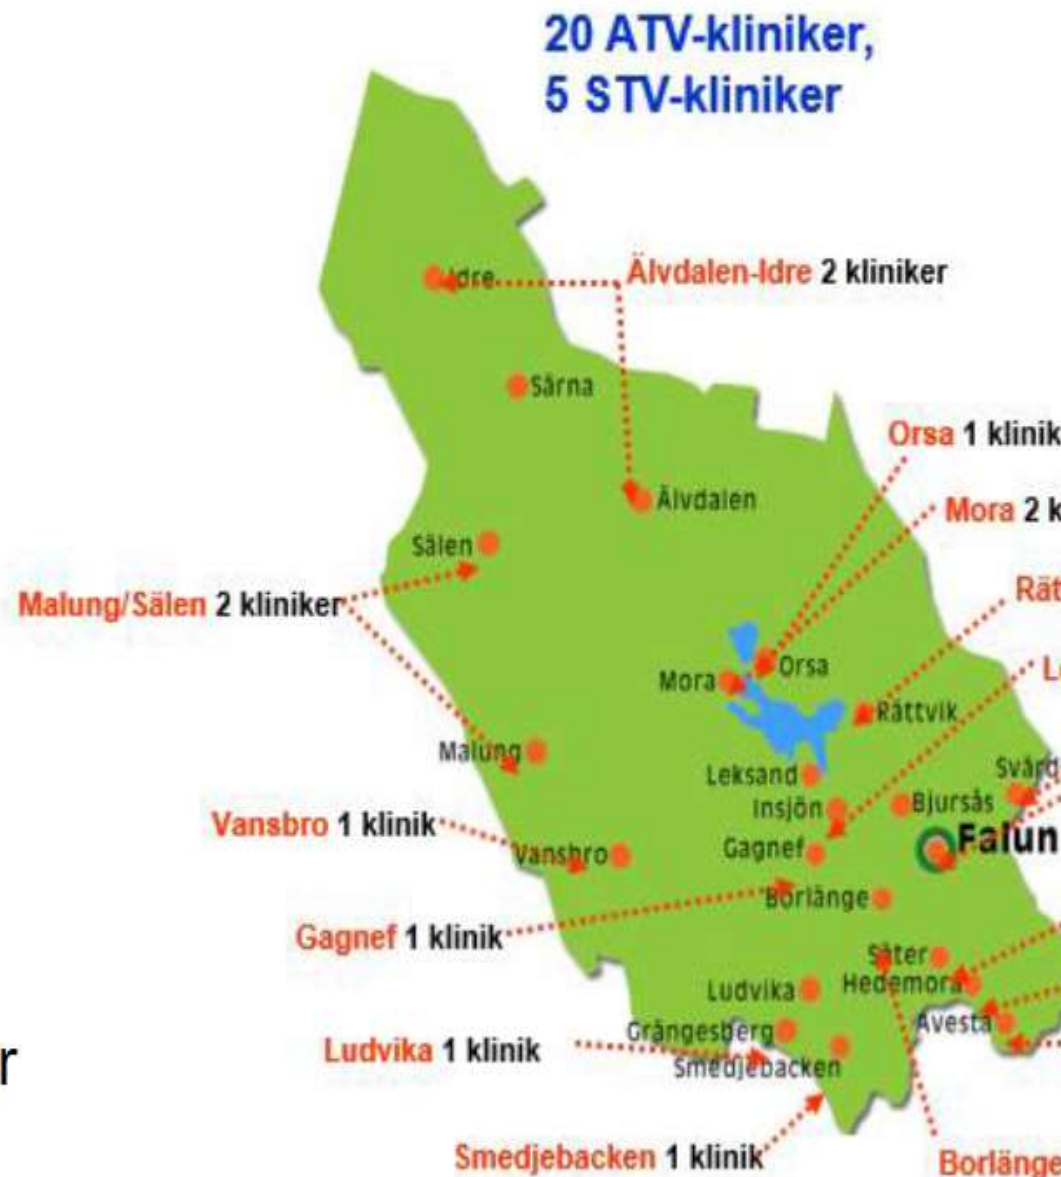 20 ATV-kliniker,
5 STV-kliniker
Idre
Älvdalen-Idre 2 kliniker
Särna
Orsa 1 klinik
Älvdalen
Mora 2 k
Sälen
Rät
Malung/Sälen 2 kliniker
Orsa
Mora
Rättvik
Malung
Leksand
Svärd
Insjön
Bjursås
Vansbro 1 klinik
Falun
Gagnef
Vansbro
Borlänge
Gagnef 1 klinik
Säter
Hedemora
Ludvika
Avesta
Grängesberg
Ludvika 1 klinik
r
Smedjebacken
Smedjebacken 1 klinik
Borlänge